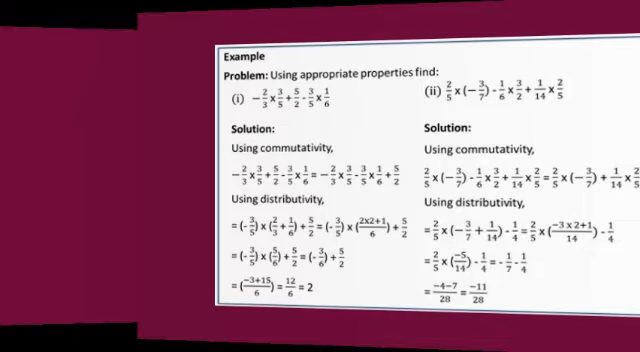 Example
Problem: Using appropriate properties find:
(i) -2/3 x 3/5 + 5/2 - 3/5 x 1/6
(ii) 2/5 x (-3/7) - 1/6 x 3/2 + 1/14 x 2/5
Solution:
Using commutativity,
-2/3 x 3/5 + 5/2 - 3/5 x 1/6 = -2/3 x 3/5 - 3/5 x 1/6 + 5/2
Using distributivity,
= (-3/5) x (2/3 + 1/6) + 5/2 = (-3/5) x (2x2+1/6) + 5/2
= (-3/5) x (5/6) + 5/2 = (-3/6) + 5/2
= (-3+15/6) = 12/6 = 2
Solution:
Using commutativity,
2/5 x (-3/7) - 1/6 x 3/2 + 1/14 x 2/5 = 2/5 x (-3/7) + 1/14 x
Using distributivity,
= 2/5 x (-3/7 + 1/14) - 1/4 = 2/5 x (-3 x 2+1/14) - 1/4
= 2/5 x (-5/14) - 1/4 = -1/7 - 1/4
= -4-7/28 = -11/28